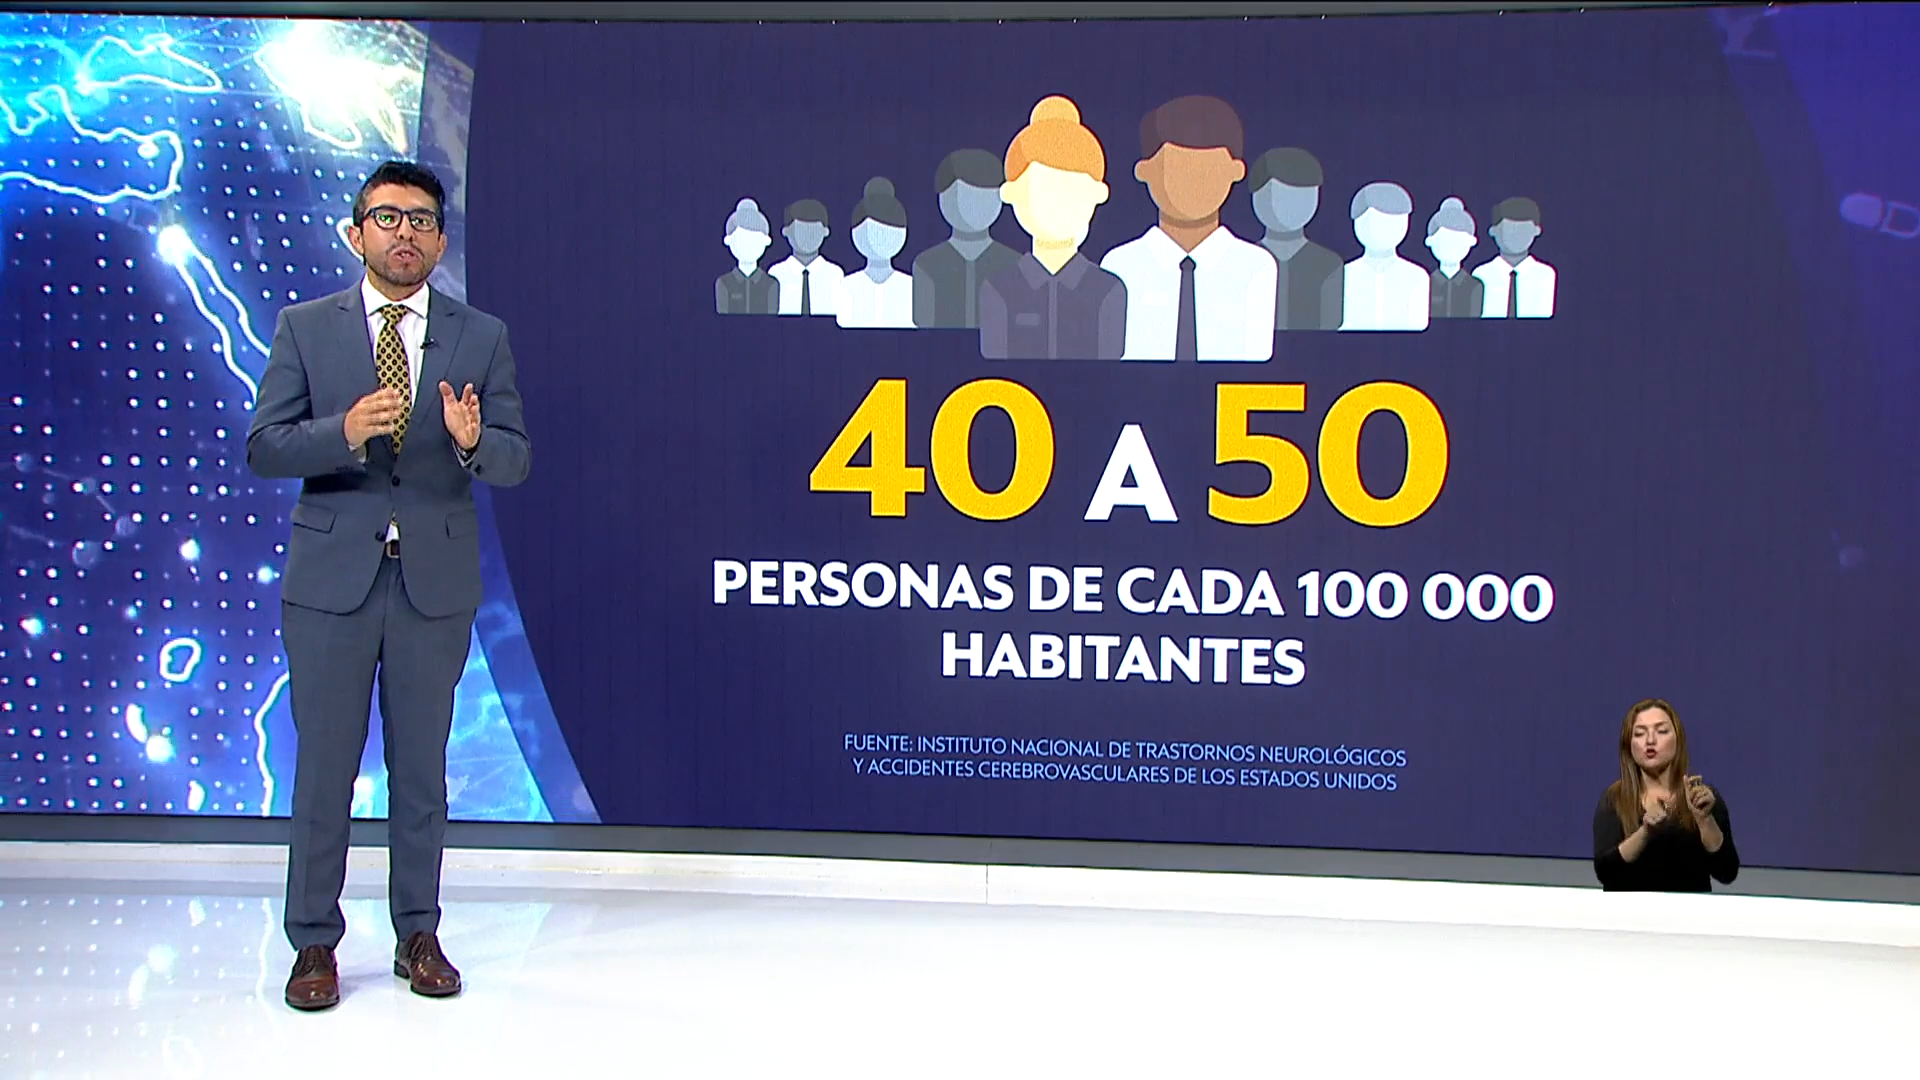 40 A 50
PERSONAS DE CADA 100 000
HABITANTES
FUENTE: INSTITUTO NACIONAL DE TRASTORNOS NEUROLÓGICOS
Y ACCIDENTES CEREBROVASCULARES DE LOS ESTADOS UNIDOS